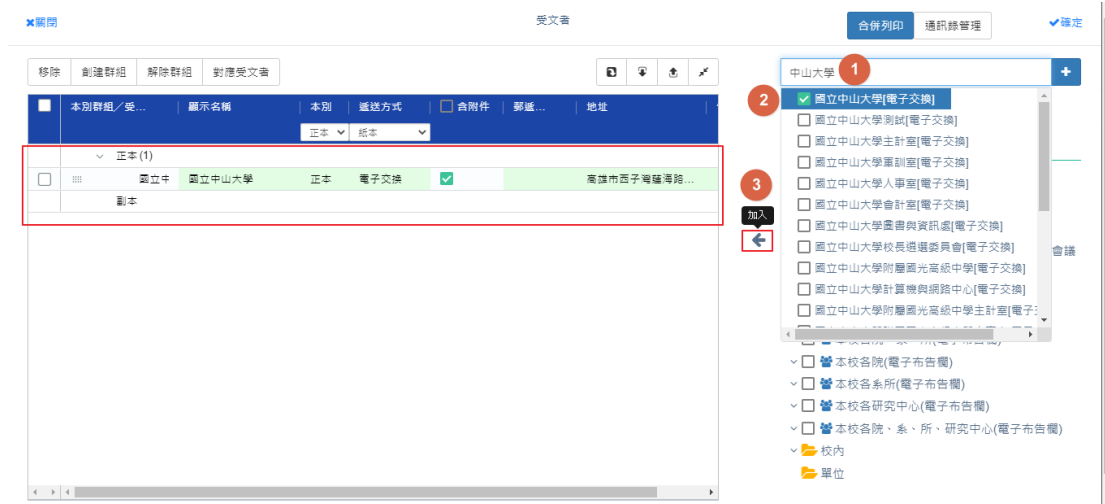 ✖關閉
受文者
合併列印 通訊錄管理
✔確定
移除 創建群組 解除群組 對應受文者
中山大學 1
2
本別群組／受... 顯示名稱 本別 遞送方式 含附件 郵遞... 地址
正本 紙本
正本(1)
國立中 國立中山大學 正本 電子交換 高雄市西子灣蓮海路...
副本
國立中山大學[電子交換]
國立中山大學測試[電子交換]
國立中山大學主計室[電子交換]
國立中山大學軍訓室[電子交換]
國立中山大學人事室[電子交換]
國立中山大學會計室[電子交換]
國立中山大學圖書與資訊處[電子交換]
國立中山大學校長遴選委員會[電子交換]
國立中山大學附屬國光高級中學[電子交換]
國立中山大學計算機與網路中心[電子交換]
國立中山大學附屬國光高級中學主計室[電子
3
加入
會議
本校各院(電子布告欄)
本校各系所(電子布告欄)
本校各研究中心(電子布告欄)
本校各院、系、所、研究中心(電子布告欄)
校內
單位